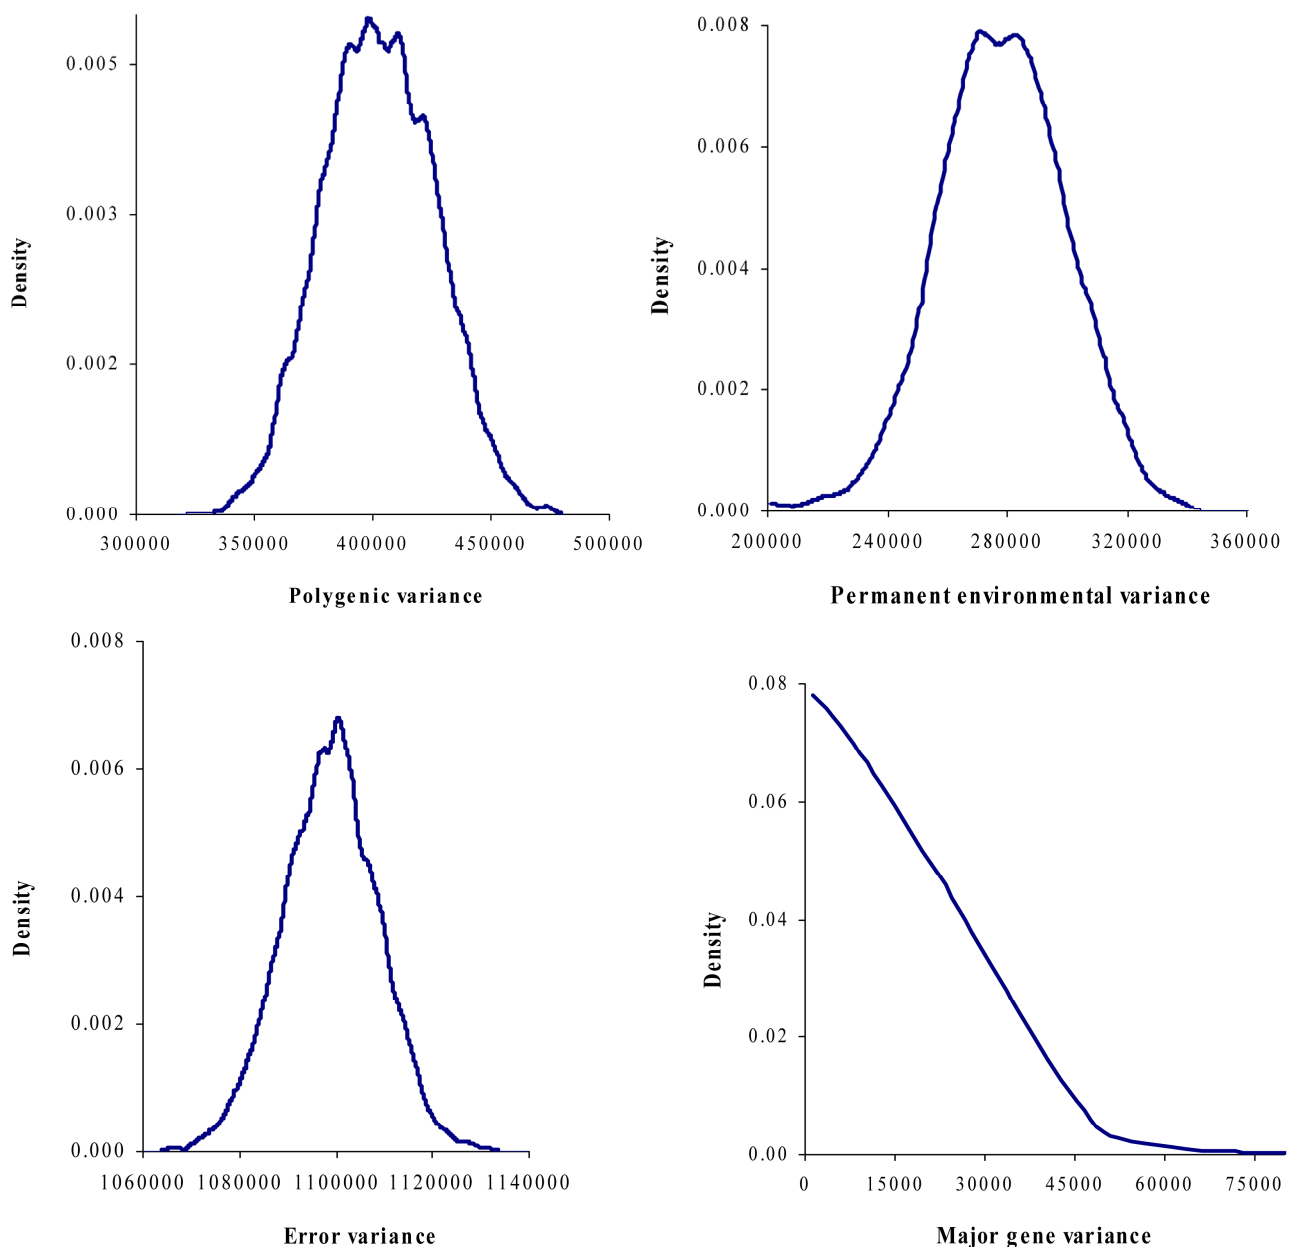 0.005
0.003
0.002
0.000
Density
300000 350000 400000 450000 500000
Polygenic variance
0.008
0.006
0.004
0.002
0.000
Density
200000 240000 280000 320000 360000
Permanent environmental variance
0.008
0.006
0.004
0.002
0.000
Density
1060000 1080000 1100000 1120000 1140000
Error variance
0.08
0.06
0.04
0.02
0.00
Density
0 15000 30000 45000 60000 75000
Major gene variance